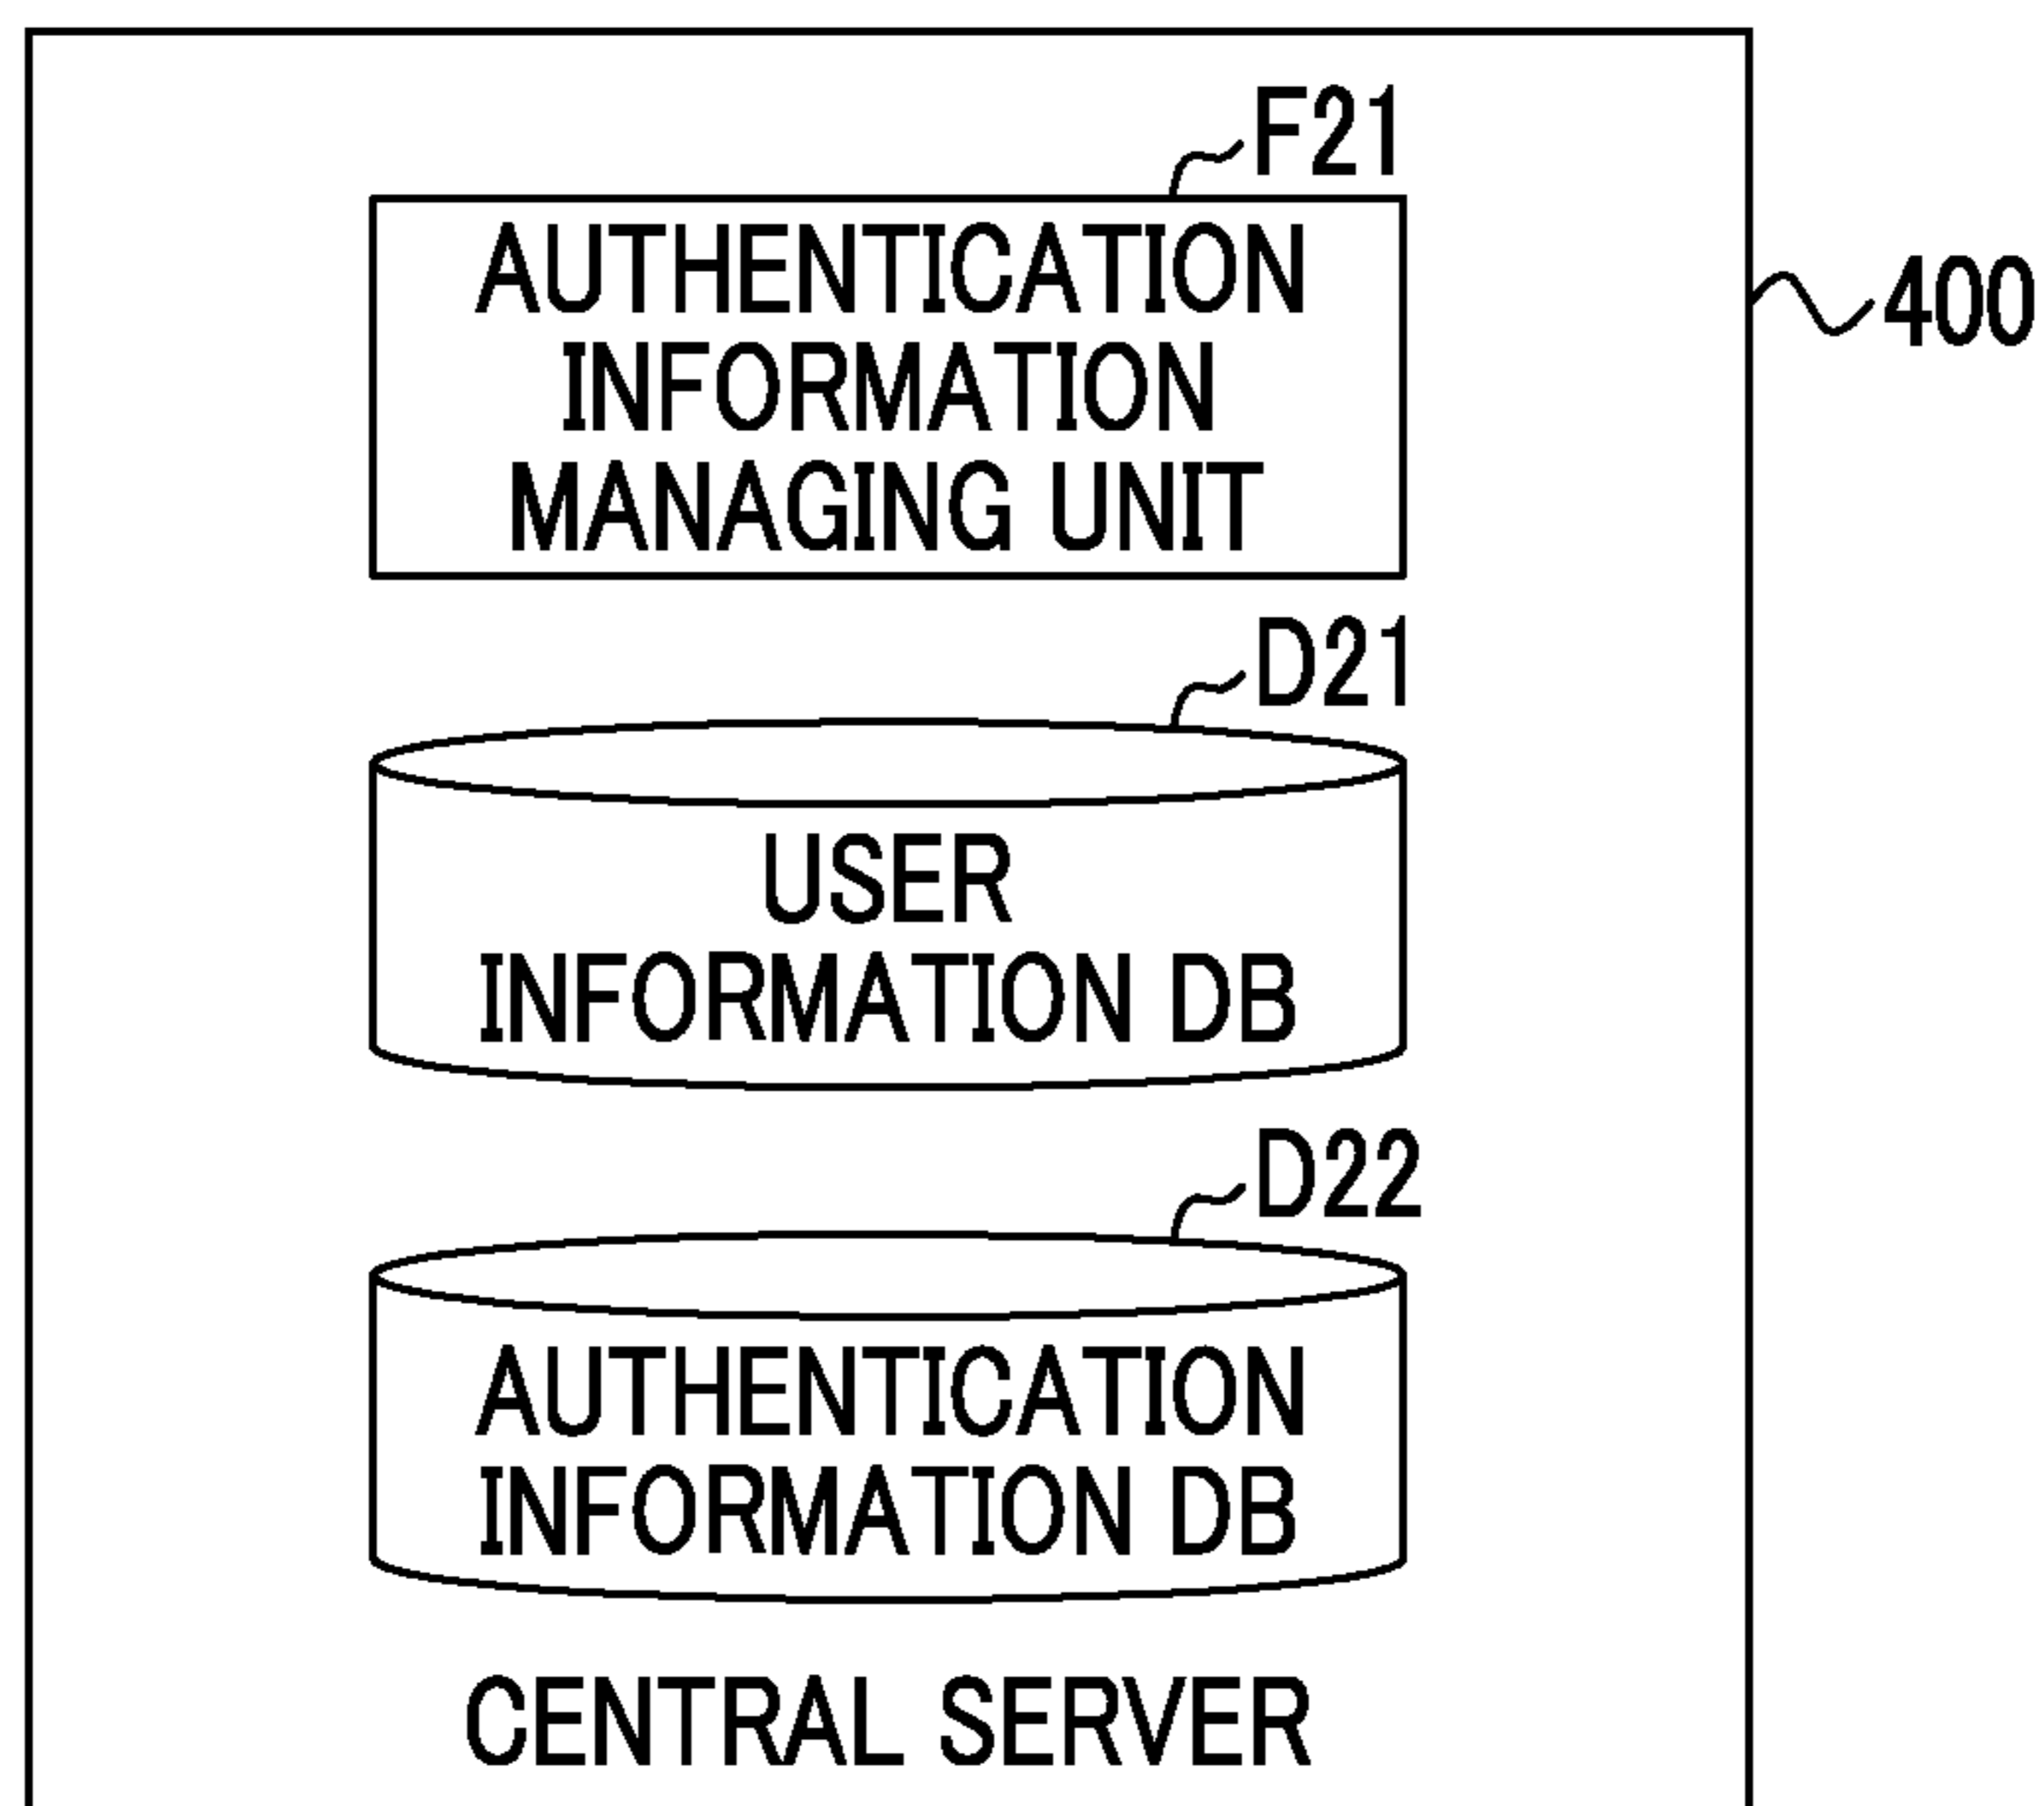 F21
AUTHENTICATION
INFORMATION
MANAGING UNIT
400
D21
USER
INFORMATION DB
D22
AUTHENTICATION
INFORMATION DB
CENTRAL SERVER